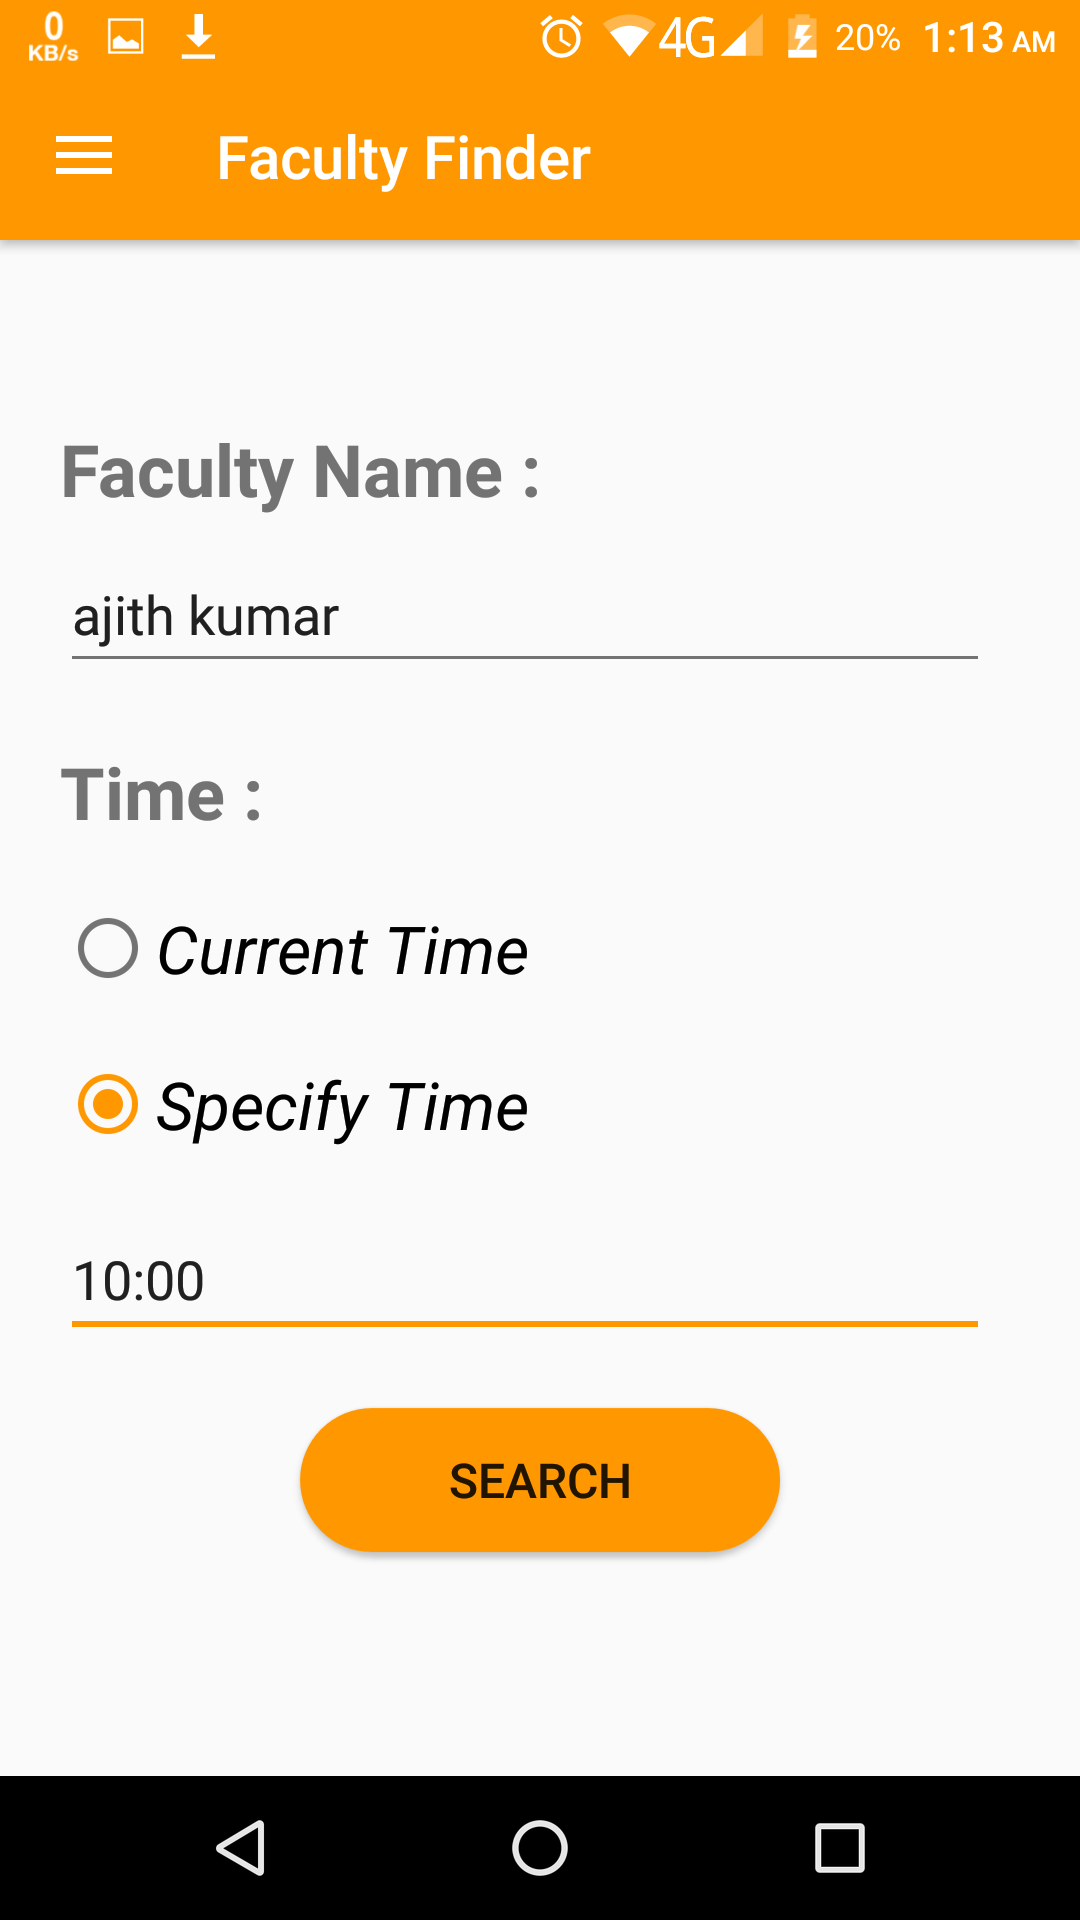 0
KB/s
4G
20%
1:13 AM
Faculty Finder
Faculty Name :
ajith kumar
Time :
Current Time
Specify Time
10:00
SEARCH